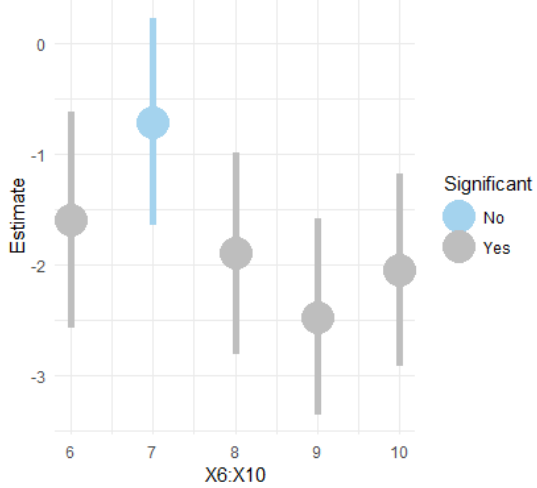 Estimate
0
-1
-2
-3
6 7 8 9 10
X6:X10
Significant
No
Yes